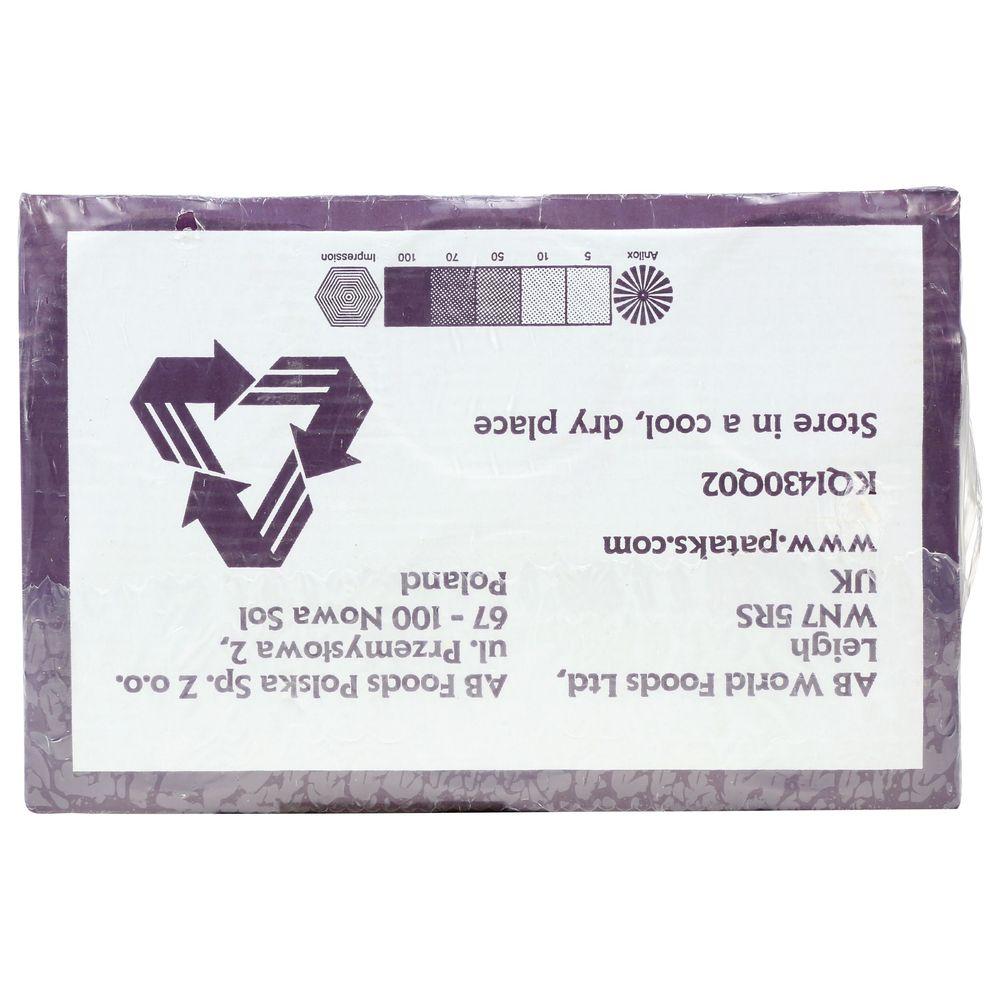 AB World Foods Ltd,
Leigh
WN7 5RS
UK
www.pataks.com
KQ1430Q02
Store in a cool, dry place
AB Foods Polska Sp. Z o.o.
ul. Przemystowa 2,
67 - 100 Nowa Sol
Poland
Anilox 5 10 50 70 100 Impression